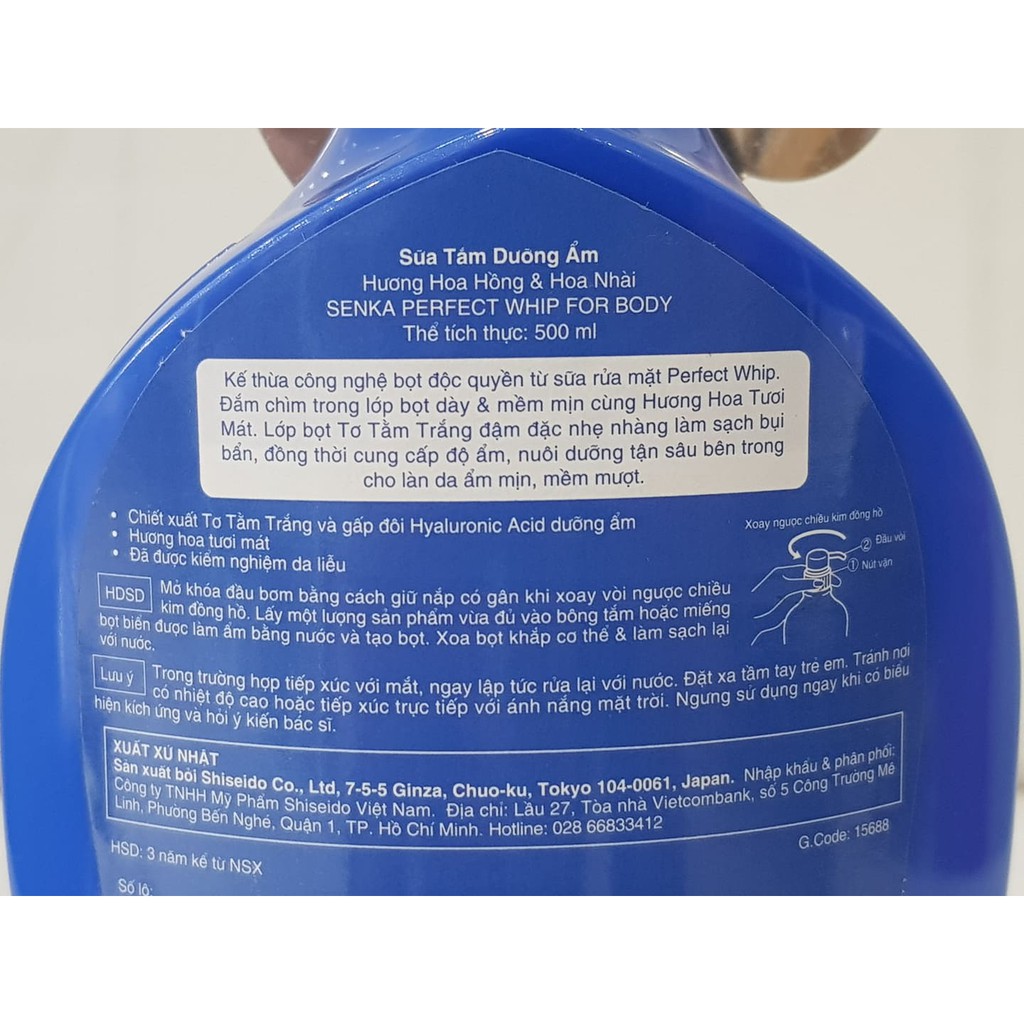 Sữa Tắm Dưỡng Ẩm
Hương Hoa Hồng & Hoa Nhài
SENKA PERFECT WHIP FOR BODY
Thể tích thực: 500 ml
Kế thừa công nghệ bọt độc quyền từ sữa rửa mặt Perfect Whip.
Đắm chìm trong lớp bọt dày & mềm mịn cùng Hương Hoa Tươi
Mát. Lớp bọt Tơ Tằm Trắng đậm đặc nhẹ nhàng làm sạch bụi
bẩn, đồng thời cung cấp độ ẩm, nuôi dưỡng tận sâu bên trong
cho làn da ẩm mịn, mềm mượt.
• Chiết xuất Tơ Tằm Trắng và gấp đôi Hyaluronic Acid dưỡng ẩm
• Hương hoa tươi mát
• Đã được kiểm nghiệm da liễu
Xoay ngược chiều kim đồng hồ
② Đầu vòi
① Nút vặn
HDSD Mở khóa đầu bơm bằng cách giữ nắp có gân khi xoay vòi ngược chiều
kim đồng hồ. Lấy một lượng sản phẩm vừa đủ vào bông tắm hoặc miếng
bọt biển được làm ẩm bằng nước và tạo bọt. Xoa bọt khắp cơ thể & làm sạch lại
với nước.
Lưu ý Trong trường hợp tiếp xúc với mắt, ngay lập tức rửa lại với nước. Đặt xa tầm tay trẻ em. Tránh nơi
có nhiệt độ cao hoặc tiếp xúc trực tiếp với ánh nắng mặt trời. Ngưng sử dụng ngay khi có biểu
hiện kích ứng và hỏi ý kiến bác sĩ.
XUẤT XỨ NHẬT
Sản xuất bởi Shiseido Co., Ltd, 7-5-5 Ginza, Chuo-ku, Tokyo 104-0061, Japan. Nhập khẩu & phân phối:
Công ty TNHH Mỹ Phẩm Shiseido Việt Nam. Địa chỉ: Lầu 27, Tòa nhà Vietcombank, số 5 Công Trường Mê
Linh, Phường Bến Nghé, Quận 1, TP. Hồ Chí Minh. Hotline: 028 66833412
G.Code: 15688
HSD: 3 năm kể từ NSX
Số lô: